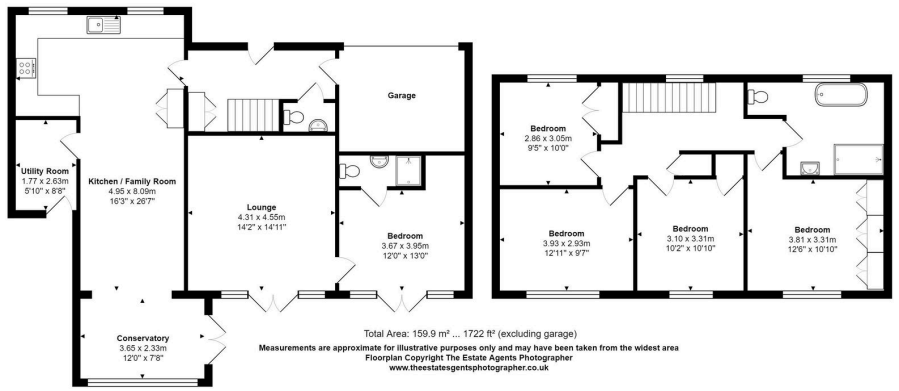 Garage
Utility Room
1.77 x 2.63m
5'10" x 8'8"
Kitchen / Family Room
4.95 x 8.09m
16'3" x 26'7"
Lounge
4.31 x 4.55m
14'2" x 14'11"
Bedroom
3.67 x 3.95m
12'0" x 13'0"
Conservatory
3.65 x 2.33m
12'0" x 7'8"
Bedroom
2.86 x 3.05m
9'5" x 10'0"
Bedroom
3.93 x 2.93m
12'11" x 9'7"
Bedroom
3.10 x 3.31m
10'2" x 10'10"
Bedroom
3.81 x 3.31m
12'6" x 10'10"
Total Area: 159.9 m² ... 1722 ft² (excluding garage)
Measurements are approximate for illustrative purposes only and may have been taken from the widest area
Floorplan Copyright The Estate Agents Photographer
www.theestatesgentsphotographer.co.uk